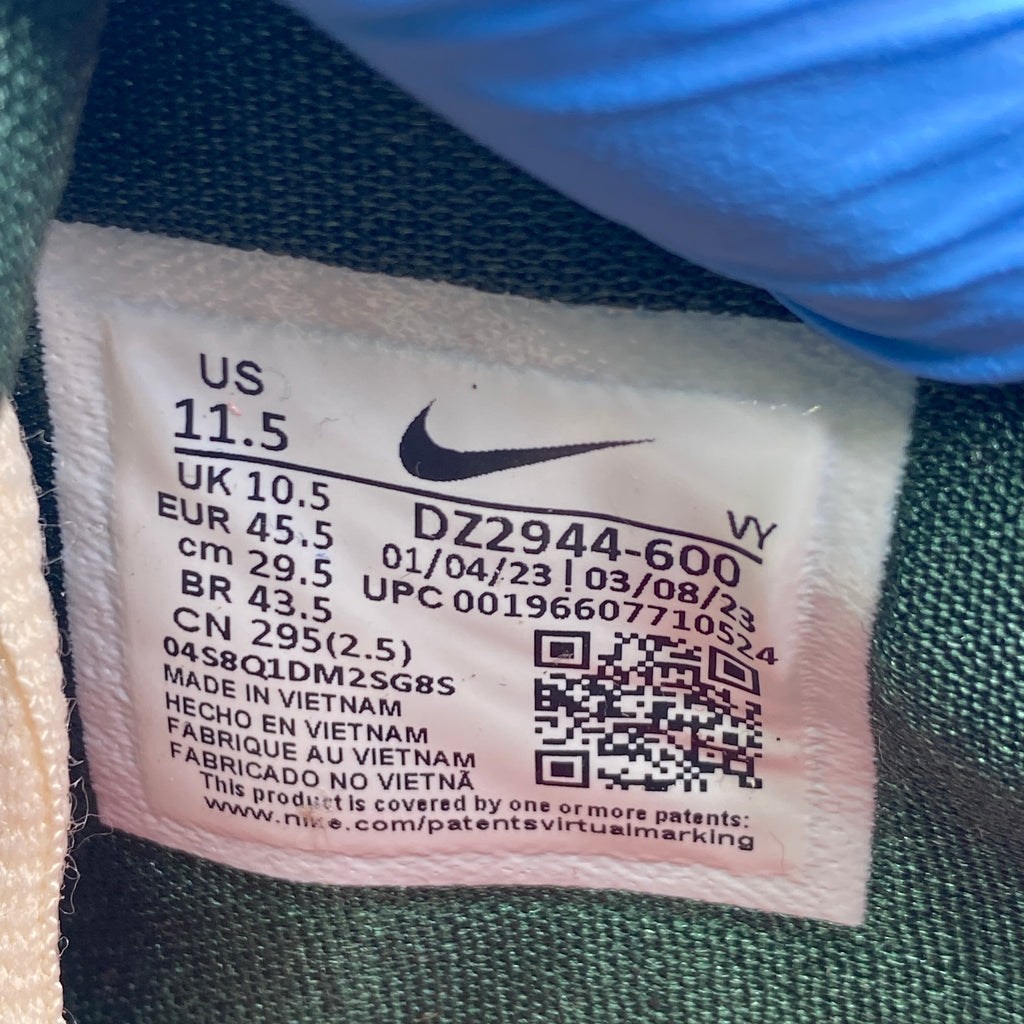 US
11.5
UK 10.5
EUR 45.5
cm 29.5
BR 43.5
CN 295(2.5)
04S8Q1DM2SG8S
MADE IN VIETNAM
HECHO EN VIETNAM
FABRIQUE AU VIETNAM
FABRICADO NO VIETNÃ
VY
DZ2944-600
01/04/23 | 03/08/23
UPC 00196607710524
This product is covered by one or more patents:
www.nike.com/patentsvirtualmarking